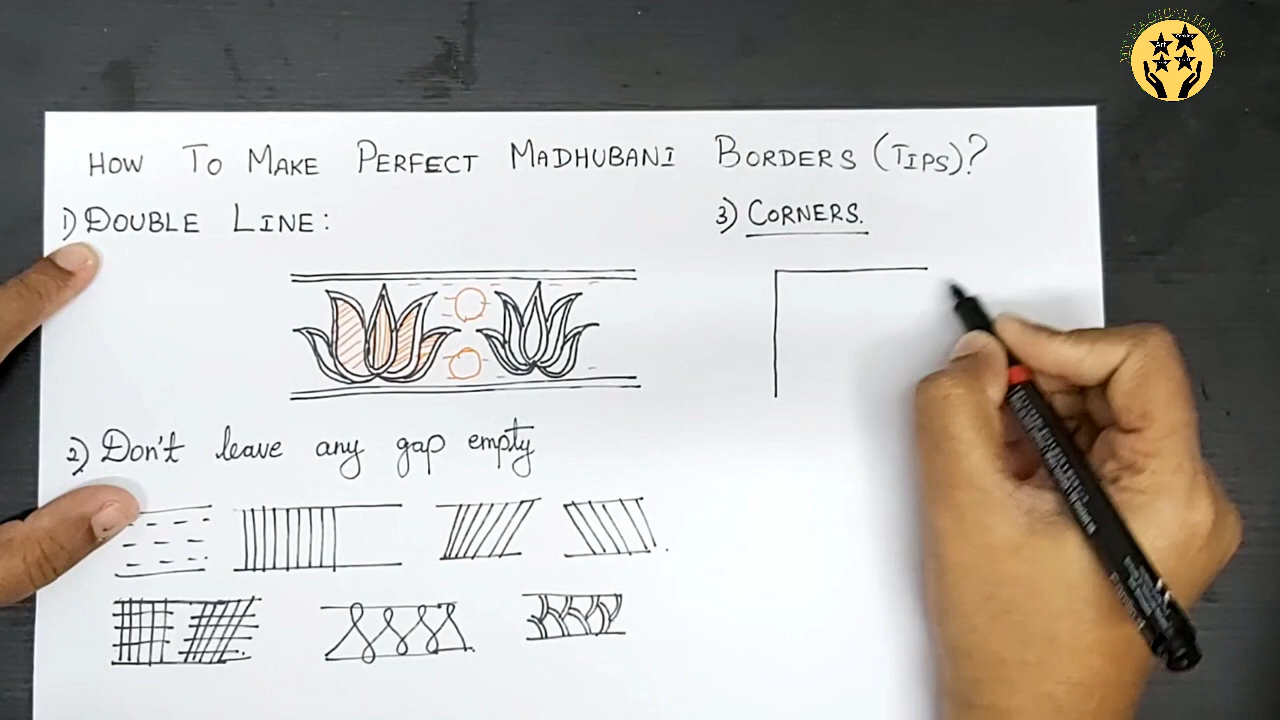 HOW TO MAKE PERFECT MADHUBANI BORDERS (TIPS)?
1) DOUBLE LINE:
3) CORNERS.
2) Don't leave any gap empty